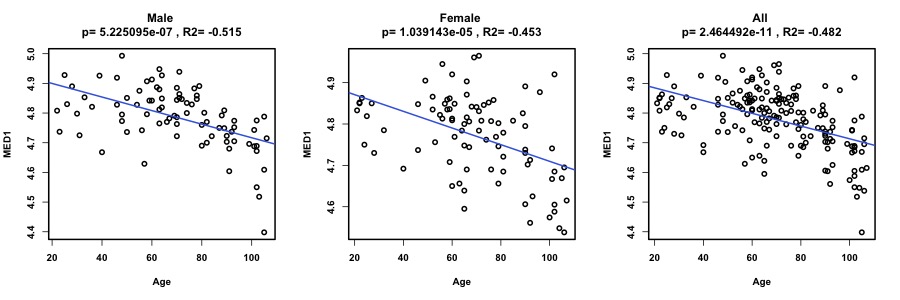 Male
p= 5.225095e-07 , R2= -0.515
MED1
5.0
4.9
4.8
4.7
4.6
4.5
4.4
20 40 60 80 100
Age
Female
p= 1.039143e-05 , R2= -0.453
MED1
4.9
4.8
4.7
4.6
20 40 60 80 100
Age
All
p= 2.464492e-11 , R2= -0.482
MED1
5.0
4.9
4.8
4.7
4.6
4.5
4.4
20 40 60 80 100
Age